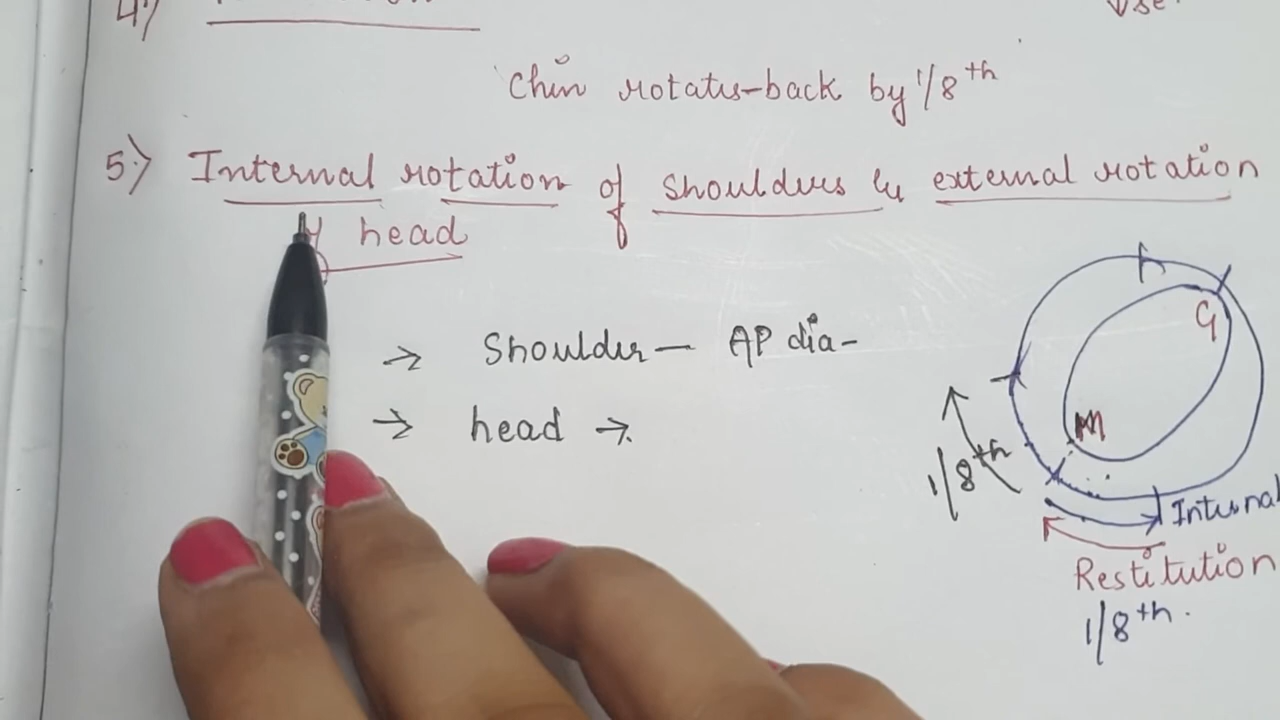 4.)
Chin rotates-back by 1/8th
5.) Internal rotation of shoulders & external rotation
of head
→ Shoulder — AP dia-
→ head →.
G
M
1/8th
Internal
Restitution
1/8th.